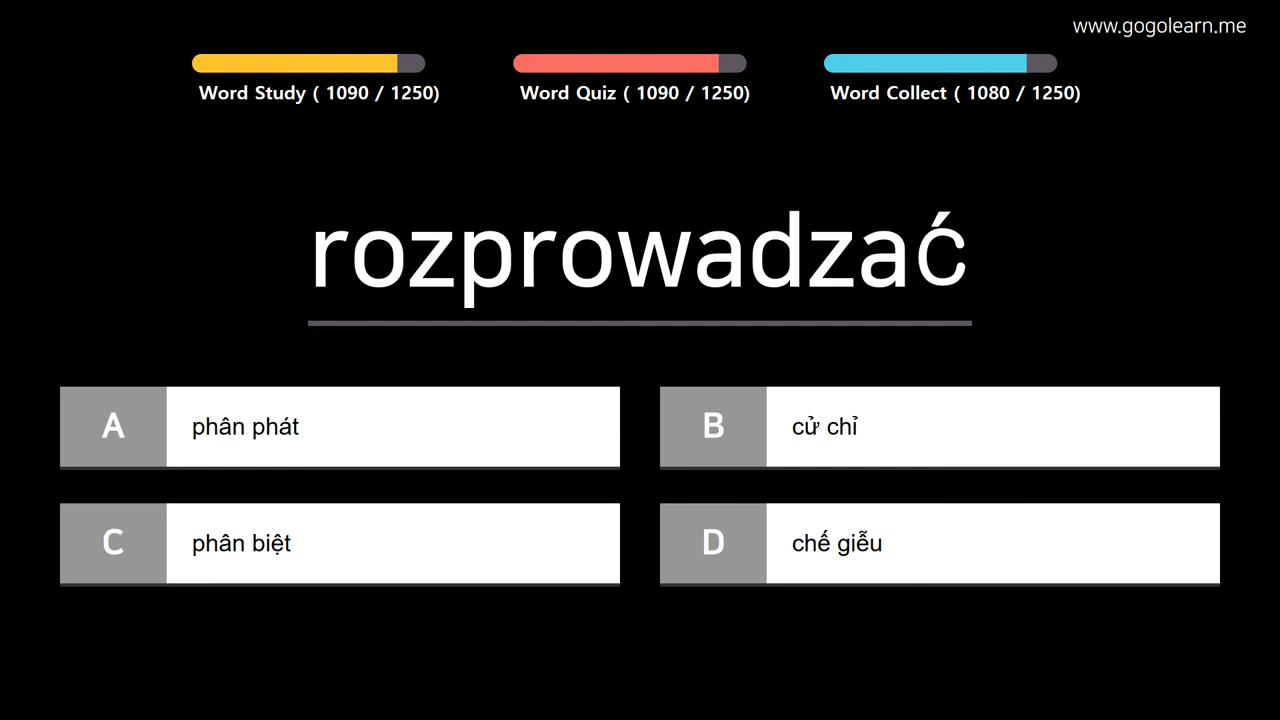 www.gogolearn.me
Word Study ( 1090 / 1250)
Word Quiz ( 1090 / 1250)
Word Collect ( 1080 / 1250)
rozprowadzać
A phân phát
B cử chỉ
C phân biệt
D chế giễu